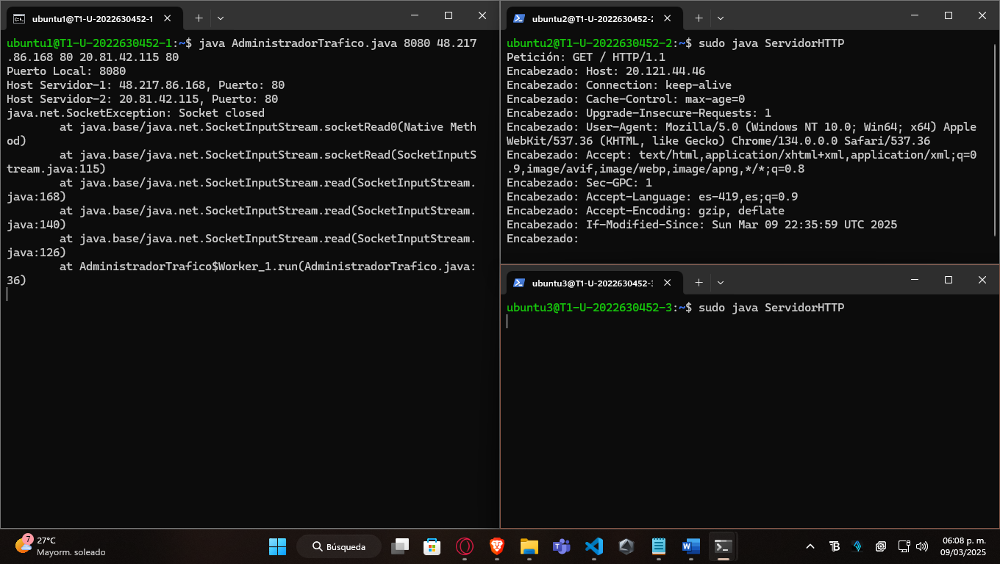 ubuntu1@T1-U-2022630452-1
ubuntu1@T1-U-2022630452-1:~$ java AdministradorTrafico.java 8080 48.217
.86.168 80 20.81.42.115 80
Puerto Local: 8080
Host Servidor-1: 48.217.86.168, Puerto: 80
Host Servidor-2: 20.81.42.115, Puerto: 80
java.net.SocketException: Socket closed
        at java.base/java.net.SocketInputStream.socketRead0(Native Meth
od)
        at java.base/java.net.SocketInputStream.socketRead(SocketInputS
tream.java:115)
        at java.base/java.net.SocketInputStream.read(SocketInputStream.
java:168)
        at java.base/java.net.SocketInputStream.read(SocketInputStream.
java:140)
        at java.base/java.net.SocketInputStream.read(SocketInputStream.
java:126)
        at AdministradorTrafico$Worker_1.run(AdministradorTrafico.java:
36)
ubuntu2@T1-U-2022630452-2
ubuntu2@T1-U-2022630452-2:~$ sudo java ServidorHTTP
Petición: GET / HTTP/1.1
Encabezado: Host: 20.121.44.46
Encabezado: Connection: keep-alive
Encabezado: Cache-Control: max-age=0
Encabezado: Upgrade-Insecure-Requests: 1
Encabezado: User-Agent: Mozilla/5.0 (Windows NT 10.0; Win64; x64) Apple
WebKit/537.36 (KHTML, like Gecko) Chrome/134.0.0.0 Safari/537.36
Encabezado: Accept: text/html,application/xhtml+xml,application/xml;q=0
.9,image/avif,image/webp,image/apng,*/*;q=0.8
Encabezado: Sec-GPC: 1
Encabezado: Accept-Language: es-419,es;q=0.9
Encabezado: Accept-Encoding: gzip, deflate
Encabezado: If-Modified-Since: Sun Mar 09 22:35:59 UTC 2025
Encabezado:
ubuntu3@T1-U-2022630452-3
ubuntu3@T1-U-2022630452-3:~$ sudo java ServidorHTTP
7
27°C
Mayorm. soleado
Búsqueda
06:08 p. m.
09/03/2025